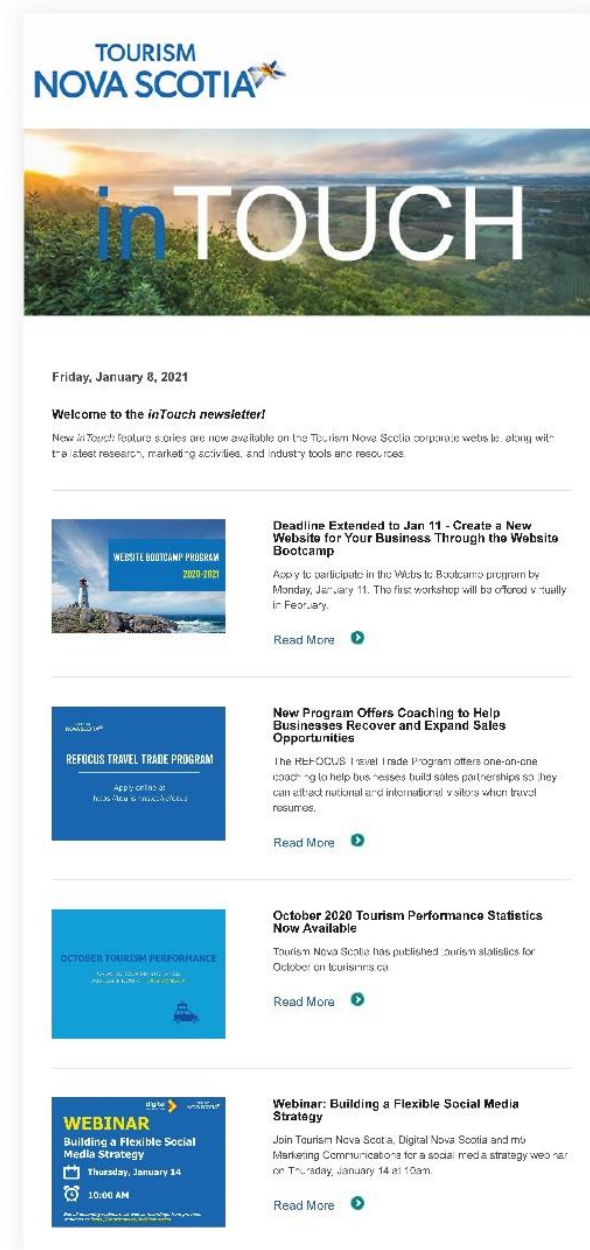 TOURISM
NOVA SCOTIA
inTOUCH
Friday, January 8, 2021
Welcome to the inTouch newsletter!
New inTouch feature stories are now available on the Tourism Nova Scotia corporate website, along with
the latest research, marketing activities, and industry tools and resources.
WEBSITE BOOTCAMP PROGRAM
2020-2021
Deadline Extended to Jan 11 - Create a New
Website for Your Business Through the Website
Bootcamp
Apply to participate in the Website Bootcamp program by
Monday, January 11. The first workshop will be offered virtually
in February.
Read More
REFOCUS TRAVEL TRADE PROGRAM
Apply online at
https://tourismns.ca/refocus
New Program Offers Coaching to Help
Businesses Recover and Expand Sales
Opportunities
The REFOCUS Travel Trade Program offers one-on-one
coaching to help businesses build sales partnerships so they
can attract national and international visitors when travel
resumes.
Read More
OCTOBER TOURISM PERFORMANCE
October 2020 Tourism Performance Statistics
Now Available
Tourism Nova Scotia has published tourism statistics for
October on tourismns.ca.
Read More
digital
WEBINAR
Building a Flexible Social
Media Strategy
Thursday, January 14
10:00 AM
Webinar: Building a Flexible Social Media
Strategy
Join Tourism Nova Scotia, Digital Nova Scotia and
Marketing Communications for a social media strategy webinar
on Thursday, January 14 at 10am.
Read More